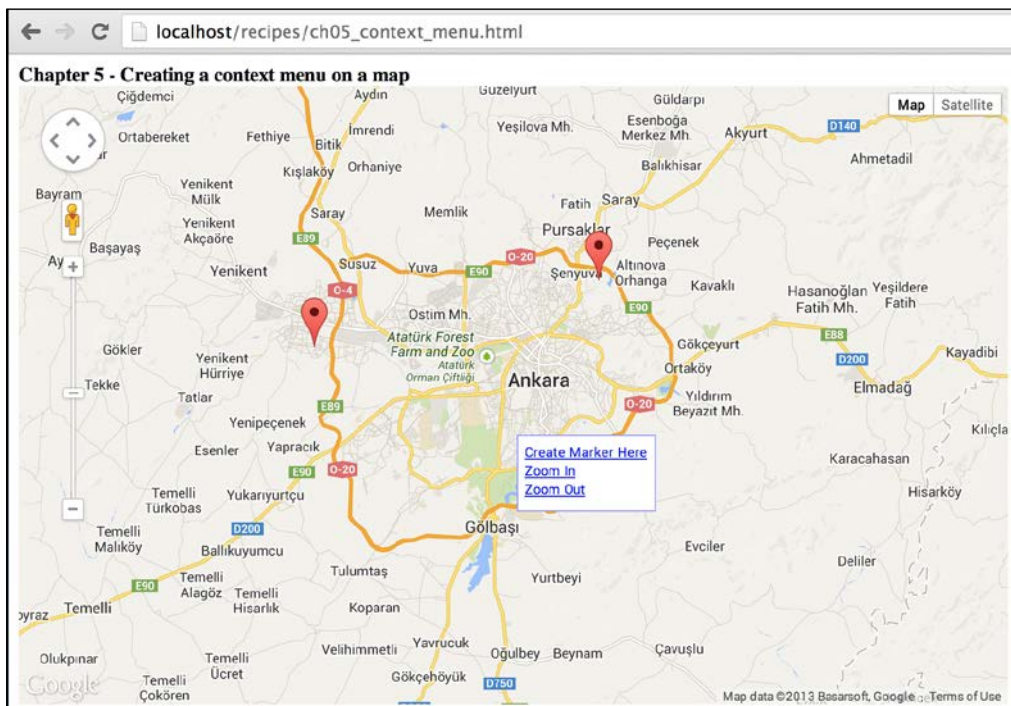 localhost/recipes/ch05_context_menu.html
Chapter 5 - Creating a context menu on a map
Çiğdemci
Aydın
Güzelyurt
Güldarpı
Map
Satellite
Ortabereket
Fethiye
İmrendi
Bitik
Yeşilova Mh.
Esenboğa
Merkez Mh.
Akyurt
D140
Kışlaköy
Orhaniye
Balıkhisar
Ahmetadil
Bayram
Yenikent
Mülk
Saray
Memlik
Fatih
Saray
Yenikent
Akçaöre
E89
Pursaklar
Peçenek
Başayaş
Susuz
Yuva
E90
O-20
Şenyuva
Altınova
Orhanga
Yenikent
O-4
Kavaklı
Hasanoğlan
Fatih Mh.
Yeşildere
Fatih
Ostim Mh.
E90
Atatürk Forest
Farm and Zoo
Atatürk
Orman Çiftliği
Gökçeyurt
E88
D200
Kayadibi
Gökler
Yenikent
Hürriye
Ankara
Ortaköy
Elmadağ
Tekke
Tatlar
E89
O-20
Yıldırım
Beyazıt Mh.
Yenipeçenek
Kılıçla
Esenler
Yapracık
E90
O-20
Create Marker Here
Zoom In
Zoom Out
Karacahasan
Temelli
Türkobas
Yukarıyurtçu
Hisarköy
Temelli
Malıköy
D200
Gölbaşı
Ballıkuyumcu
Evciler
Deliler
Tulumtaş
E90
Temelli
Alagöz
Temelli
Hisarlık
Yurtbeyi
oyraz
Temelli
Koparan
Olukpınar
Temelli
Ücret
Velihimmetli
Yavrucuk
Oğulbey
Beynam
Çavuşlu
Google
Temelli
Çokören
Gökçehöyük
D750
Map data ©2013 Basarsoft, Google
Terms of Use